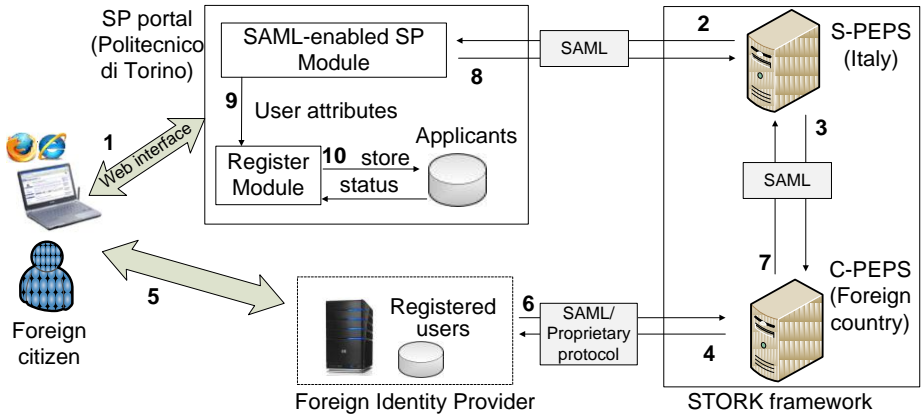 SP portal
(Politecnico
di Torino)
SAML-enabled SP
Module
9
User attributes
Register
Module
10
store
status
Applicants
8
2
SAML
S-PEPS
(Italy)
3
SAML
7
1
Web interface
5
Foreign
citizen
Registered
users
Foreign Identity Provider
6
SAML/
Proprietary
protocol
4
C-PEPS
(Foreign
country)
STORK framework